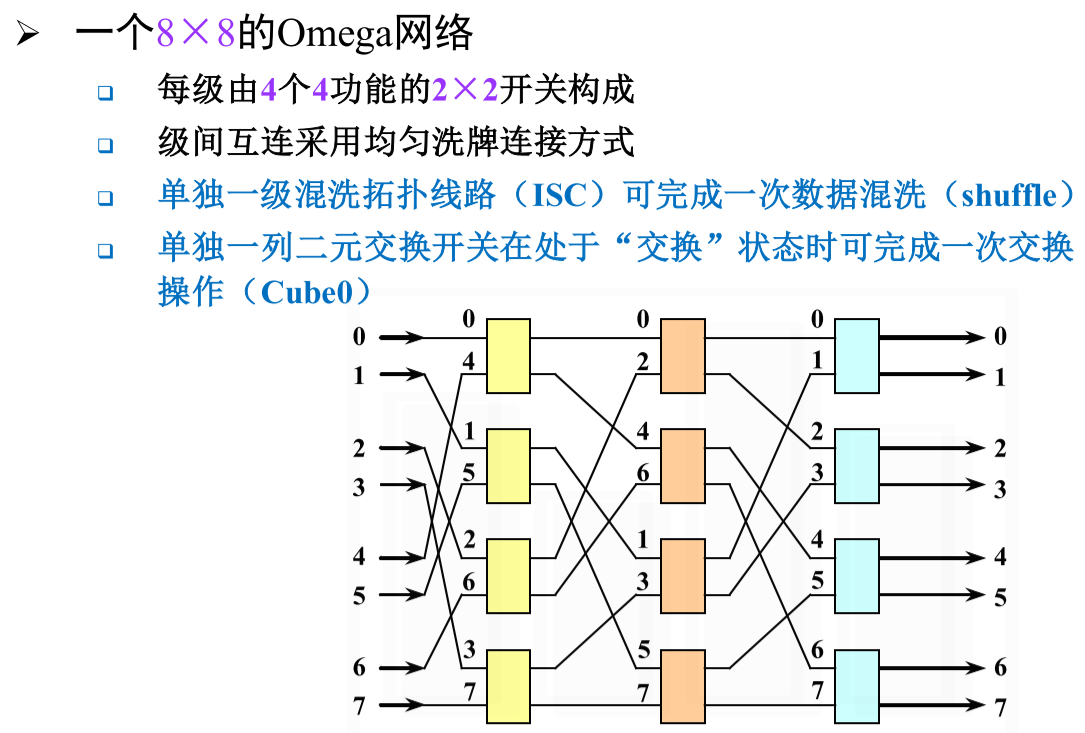 ➢ 一个8×8的Omega网络
❑ 每级由4个4功能的2×2开关构成
❑ 级间互连采用均匀洗牌连接方式
❑ 单独一级混洗拓扑线路（ISC）可完成一次数据混洗（shuffle）
❑ 单独一列二元交换开关在处于“交换”状态时可完成一次交换
操作（Cube0）
0 0 0 0 0
1 4 2 1 1
2 1 4 2 2
3 5 6 3 3
4 2 1 4 4
5 6 3 5 5
6 3 5 6 6
7 7 7 7 7